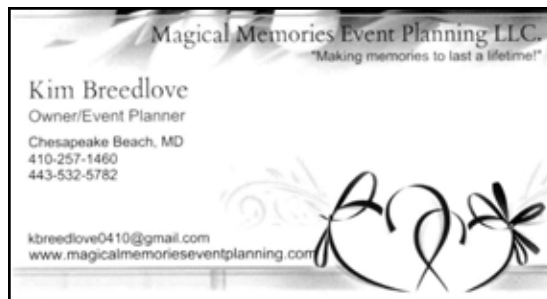 Magical Memories Event Planning LLC.
"Making memories to last a lifetime!"
Kim Breedlove
Owner/Event Planner
Chesapeake Beach, MD
410-257-1460
443-532-5782
kbreedlove0410@gmail.com
www.magicalmemorieseventplanning.com